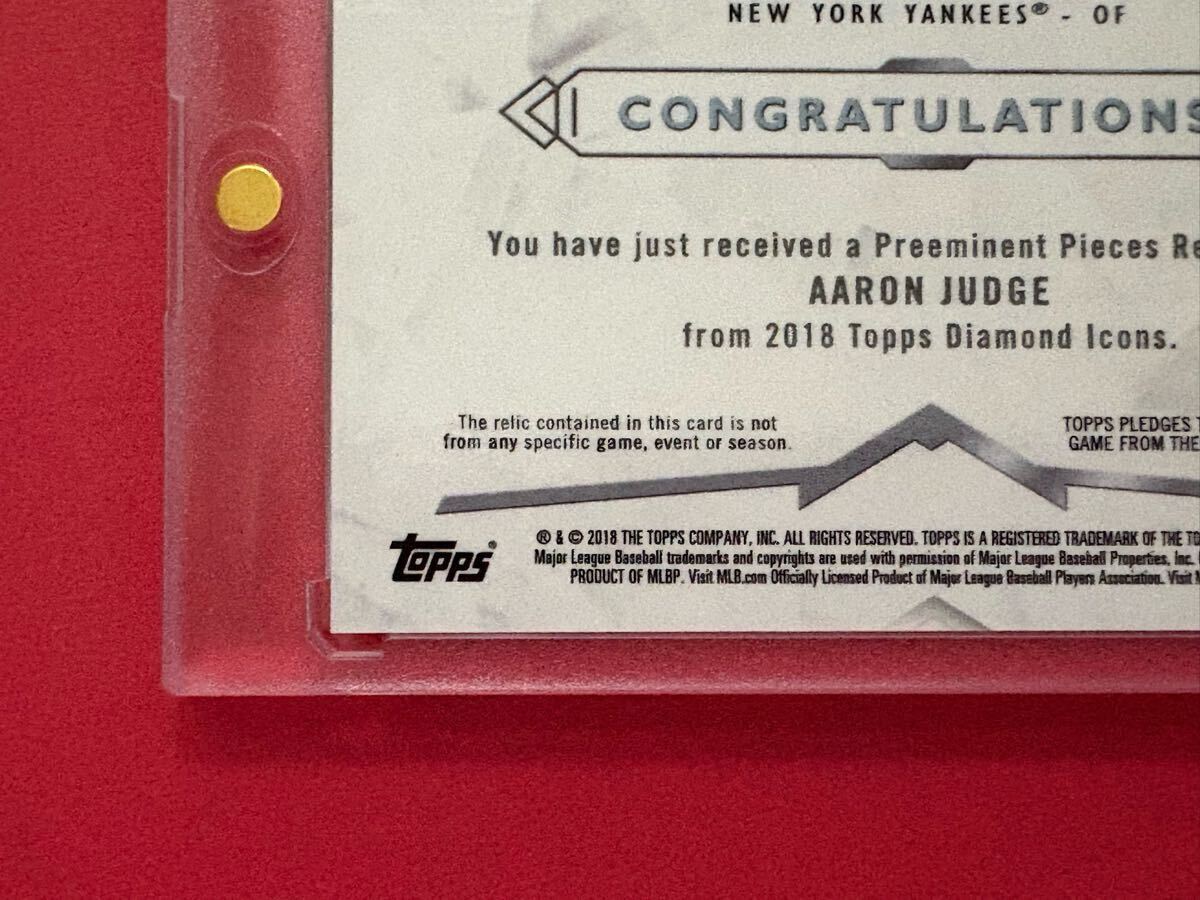 NEW YORK YANKEES® - OF
CONGRATULATIONS
You have just received a Preeminent Pieces
AARON JUDGE
from 2018 Topps Diamond Icons.
The relic contained in this card is not
from any specific game, event or season.
TOPPS PLEDGES
GAME FROM THE
topps®
® & © 2018 THE TOPPS COMPANY, INC. ALL RIGHTS RESERVED. TOPPS IS A REGISTERED TRADEMARK OF THE
Major League Baseball trademarks and copyrights are used with permission of Major League Baseball Properties, Inc.
PRODUCT OF MLBP. Visit MLB.com Officially Licensed Product of Major League Baseball Players Association. Visit